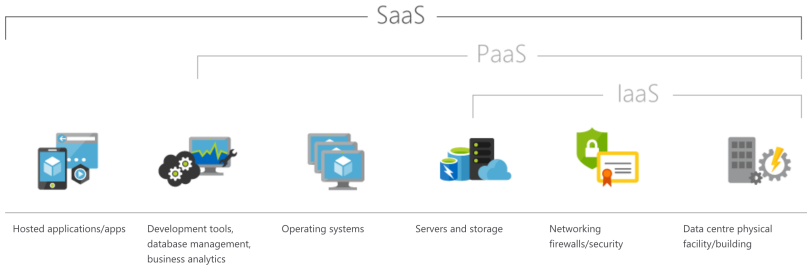 SaaS
PaaS
IaaS
Hosted applications/apps
Development tools,
database management,
business analytics
Operating systems
Servers and storage
Networking
firewalls/security
Data centre physical
facility/building